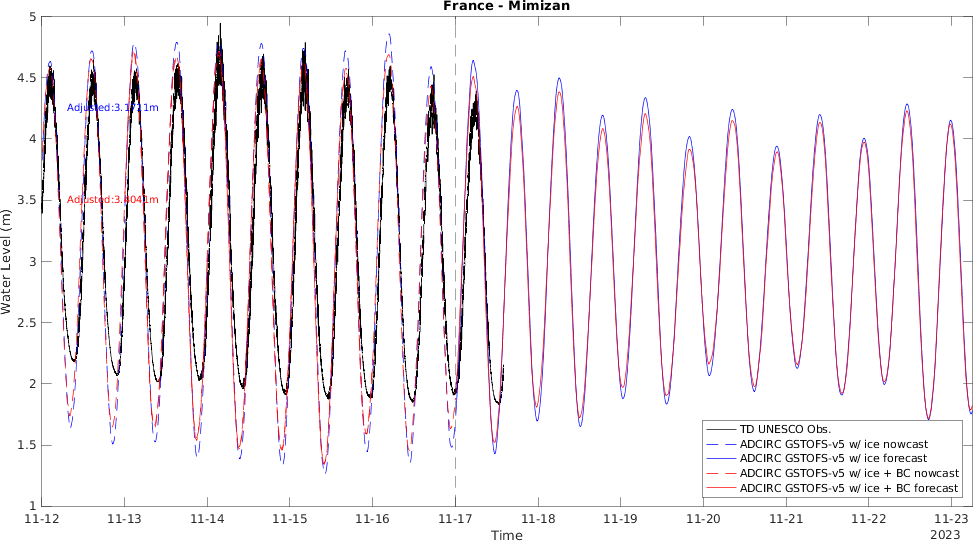 France - Mimizan
5
4.5
4
3.5
3
2.5
2
1.5
1
Water Level (m)
11-12
11-13
11-14
11-15
11-16
11-17
11-18
11-19
11-20
11-21
11-22
11-23
2023
Time
TD UNESCO Obs.
ADCIRC GSTOFS-v5 w/ ice nowcast
ADCIRC GSTOFS-v5 w/ ice forecast
ADCIRC GSTOFS-v5 w/ ice + BC nowcast
ADCIRC GSTOFS-v5 w/ ice + BC forecast